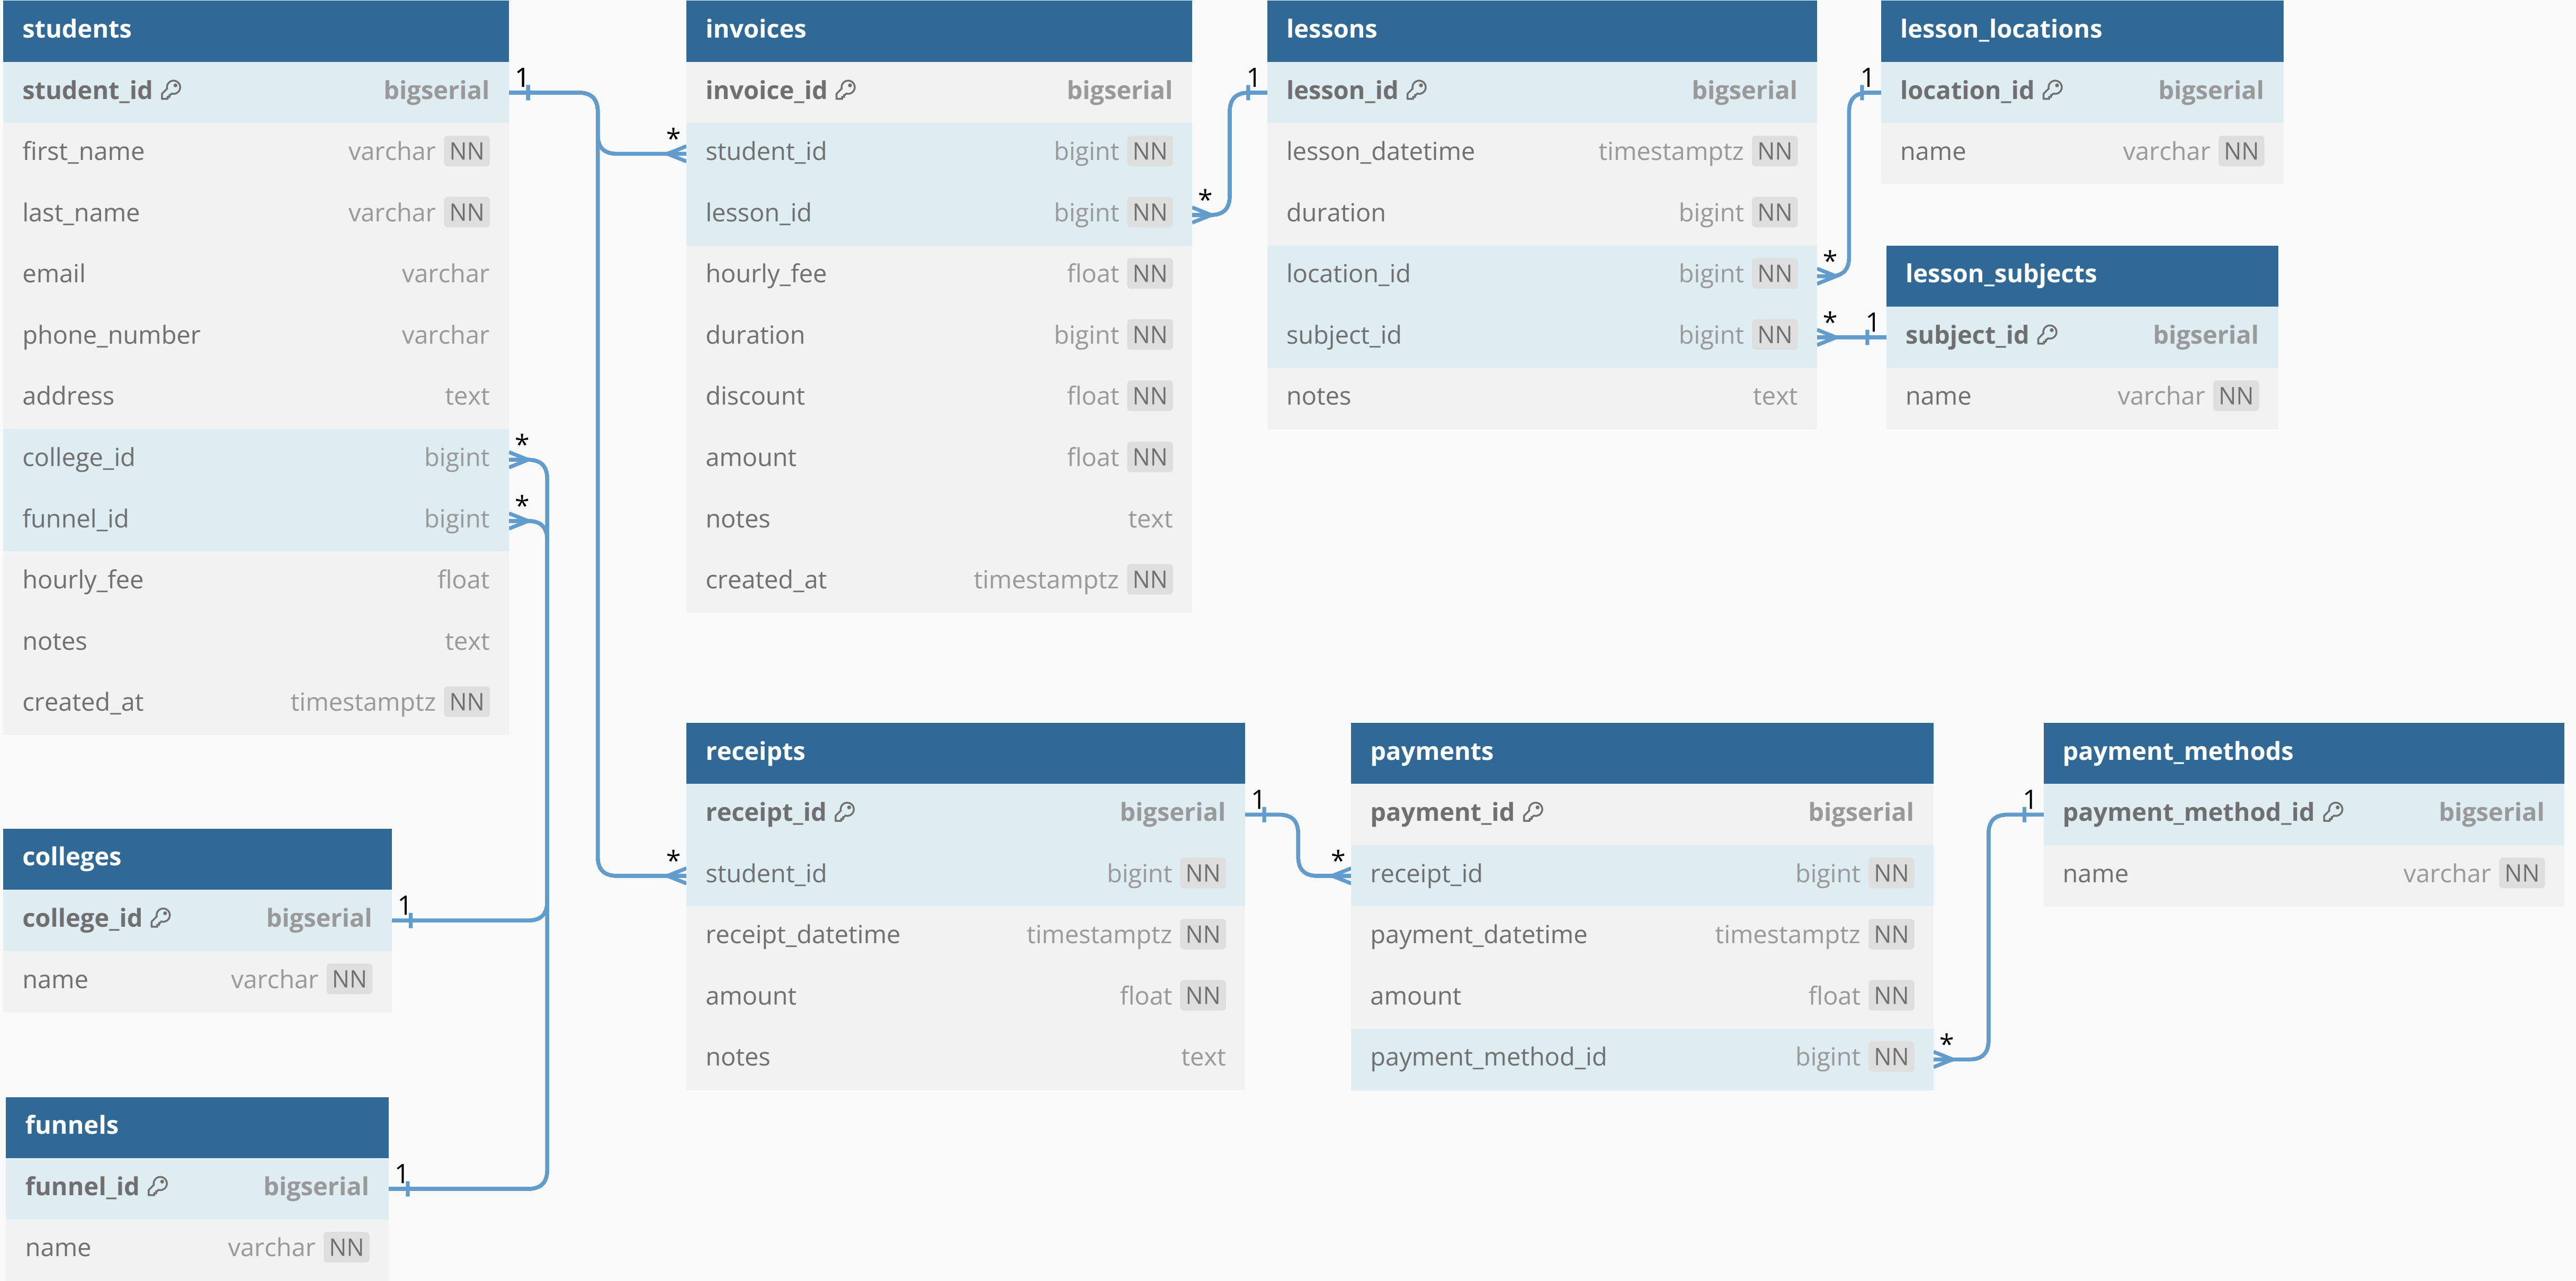 students
student_id bigserial
first_name varchar NN
last_name varchar NN
email varchar
phone_number varchar
address text
college_id bigint
funnel_id bigint
hourly_fee float
notes text
created_at timestamptz NN
1
*
*
*
*
invoices
invoice_id bigserial
student_id bigint NN
lesson_id bigint NN
hourly_fee float NN
duration bigint NN
discount float NN
amount float NN
notes text
created_at timestamptz NN
*
1
lessons
lesson_id bigserial
lesson_datetime timestamptz NN
duration bigint NN
location_id bigint NN
subject_id bigint NN
notes text
*
1
*
1
lesson_locations
location_id bigserial
name varchar NN
lesson_subjects
subject_id bigserial
name varchar NN
colleges
college_id bigserial
name varchar NN
1
funnels
funnel_id bigserial
name varchar NN
1
receipts
receipt_id bigserial
student_id bigint NN
receipt_datetime timestamptz NN
amount float NN
notes text
1
*
payments
payment_id bigserial
receipt_id bigint NN
payment_datetime timestamptz NN
amount float NN
payment_method_id bigint NN
*
1
payment_methods
payment_method_id bigserial
name varchar NN